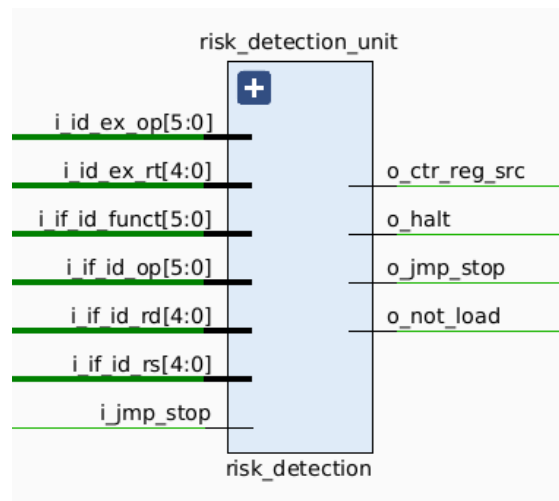 risk_detection_unit
i_id_ex_op[5:0]
i_id_ex_rt[4:0]
i_if_id_funct[5:0]
i_if_id_op[5:0]
i_if_id_rd[4:0]
i_if_id_rs[4:0]
i_jmp_stop
o_ctr_reg_src
o_halt
o_jmp_stop
o_not_load
risk_detection